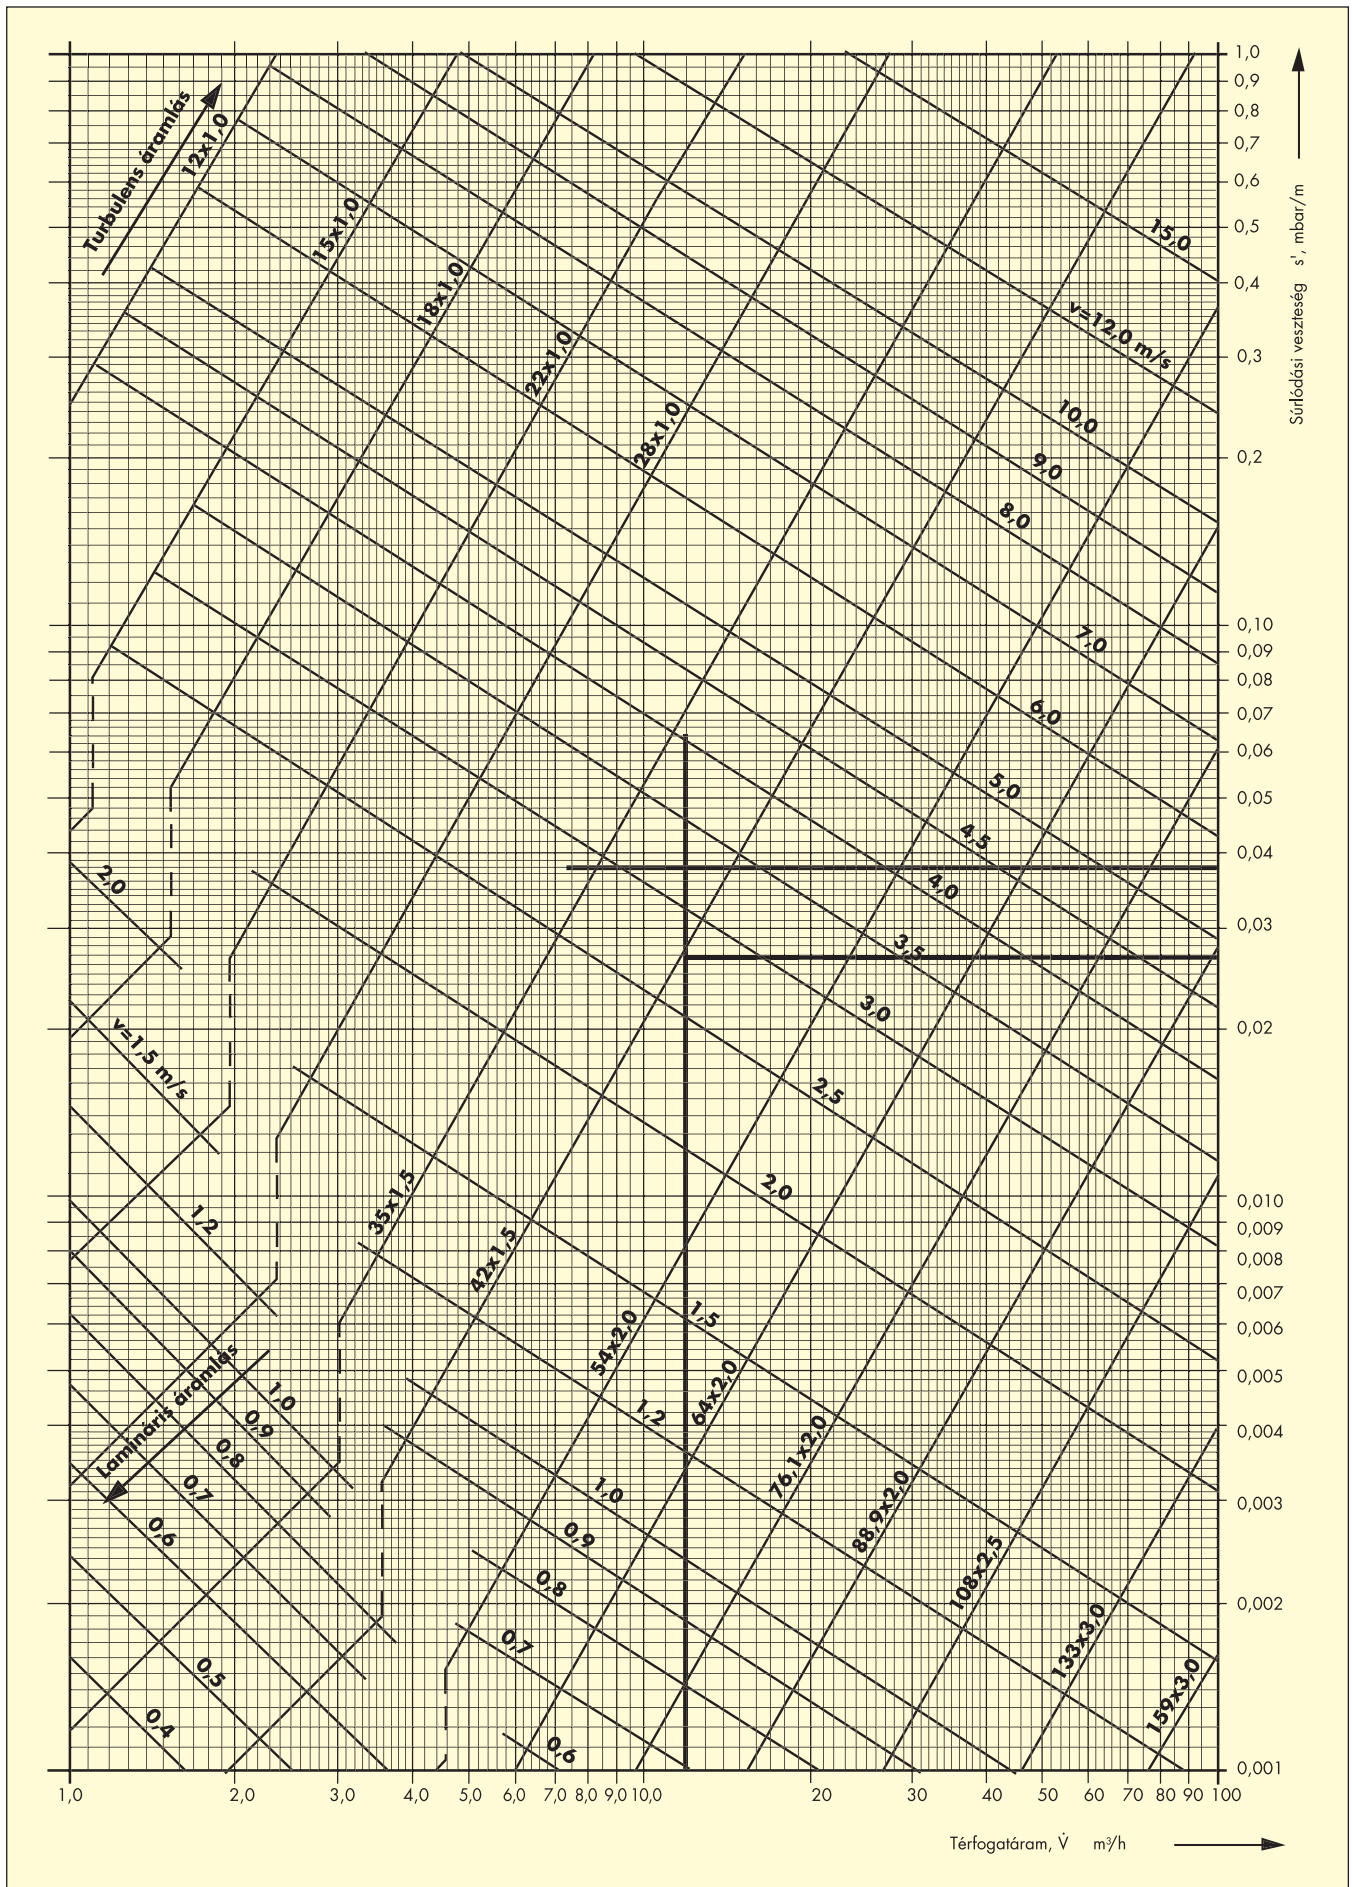 1,0
0,9
0,8
0,7
0,6
0,5
0,4
0,3
0,2
0,10
0,09
0,08
0,07
0,06
0,05
0,04
0,03
0,02
0,010
0,009
0,008
0,007
0,006
0,005
0,004
0,003
0,002
0,001
Súrlódási veszteség s', mbar/m
Turbulens áramlás
12x1,0
15x1,0
18x1,0
22x1,0
28x1,0
35x1,5
42x1,5
54x2,0
64x2,0
76,1x2,0
88,9x2,0
108x2,5
133x3,0
159x3,0
15,0
v=12,0 m/s
10,0
9,0
8,0
7,0
6,0
5,0
4,5
4,0
3,5
3,0
2,5
2,0
1,5
1,2
1,0
0,9
0,8
0,7
0,6
2,0
v=1,5 m/s
1,2
1,0
0,9
0,8
0,7
0,6
0,5
0,4
Lamináris áramlás
1,0 2,0 3,0 4,0 5,0 6,0 7,0 8,0 9,0 10,0 20 30 40 50 60 70 80 90 100
Térfogatáram, V̇ m³/h